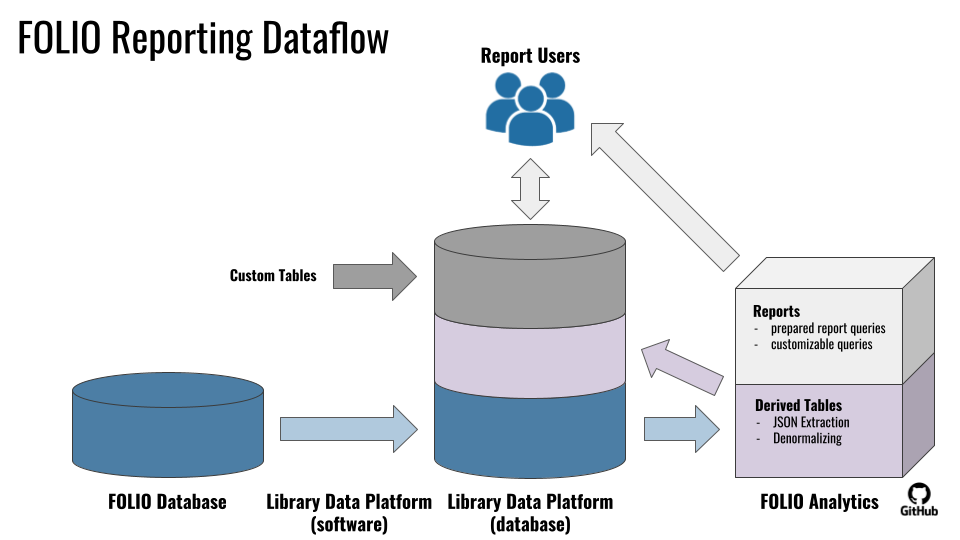 FOLIO Reporting Dataflow
Report Users
Custom Tables
Reports
- prepared report queries
- customizable queries
Derived Tables
- JSON Extraction
- Denormalizing
FOLIO Database
Library Data Platform
(software)
Library Data Platform
(database)
FOLIO Analytics
GitHub